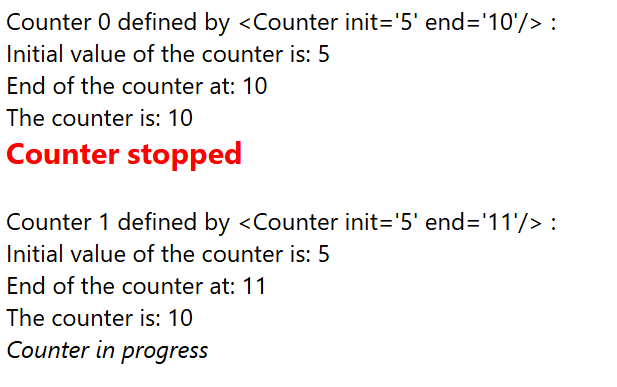 Counter 0 defined by <Counter init='5' end='10'/> :
Initial value of the counter is: 5
End of the counter at: 10
The counter is: 10
Counter stopped
Counter 1 defined by <Counter init='5' end='11'/> :
Initial value of the counter is: 5
End of the counter at: 11
The counter is: 10
Counter in progress